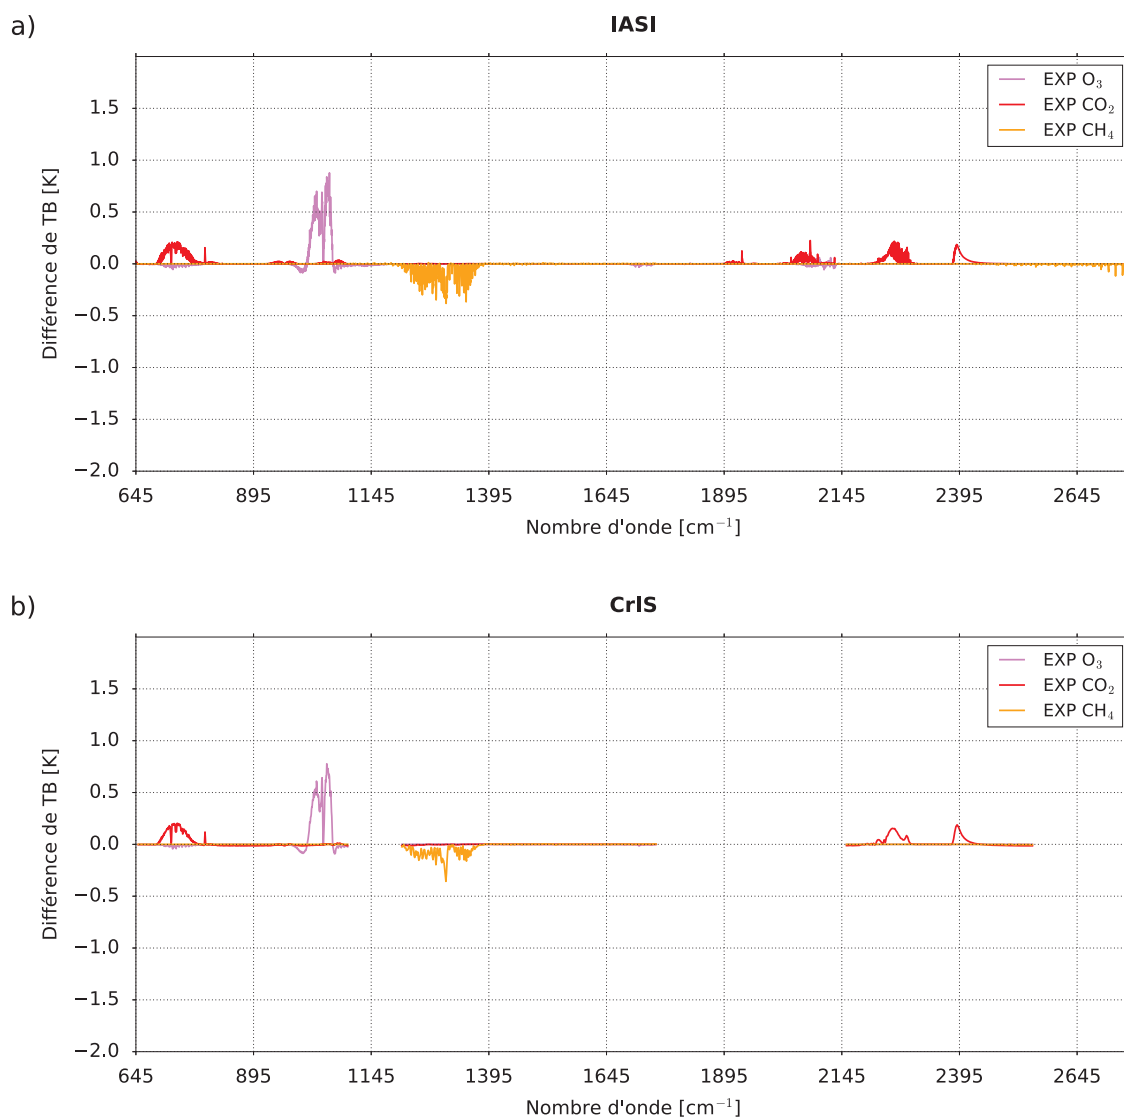 a)
IASI
EXP O₃
EXP CO₂
EXP CH₄
Différence de TB [K]
1.5
1.0
0.5
0.0
−0.5
−1.0
−1.5
−2.0
645 895 1145 1395 1645 1895 2145 2395 2645
Nombre d'onde [cm⁻¹]
b)
CrIS
EXP O₃
EXP CO₂
EXP CH₄
Différence de TB [K]
1.5
1.0
0.5
0.0
−0.5
−1.0
−1.5
−2.0
645 895 1145 1395 1645 1895 2145 2395 2645
Nombre d'onde [cm⁻¹]